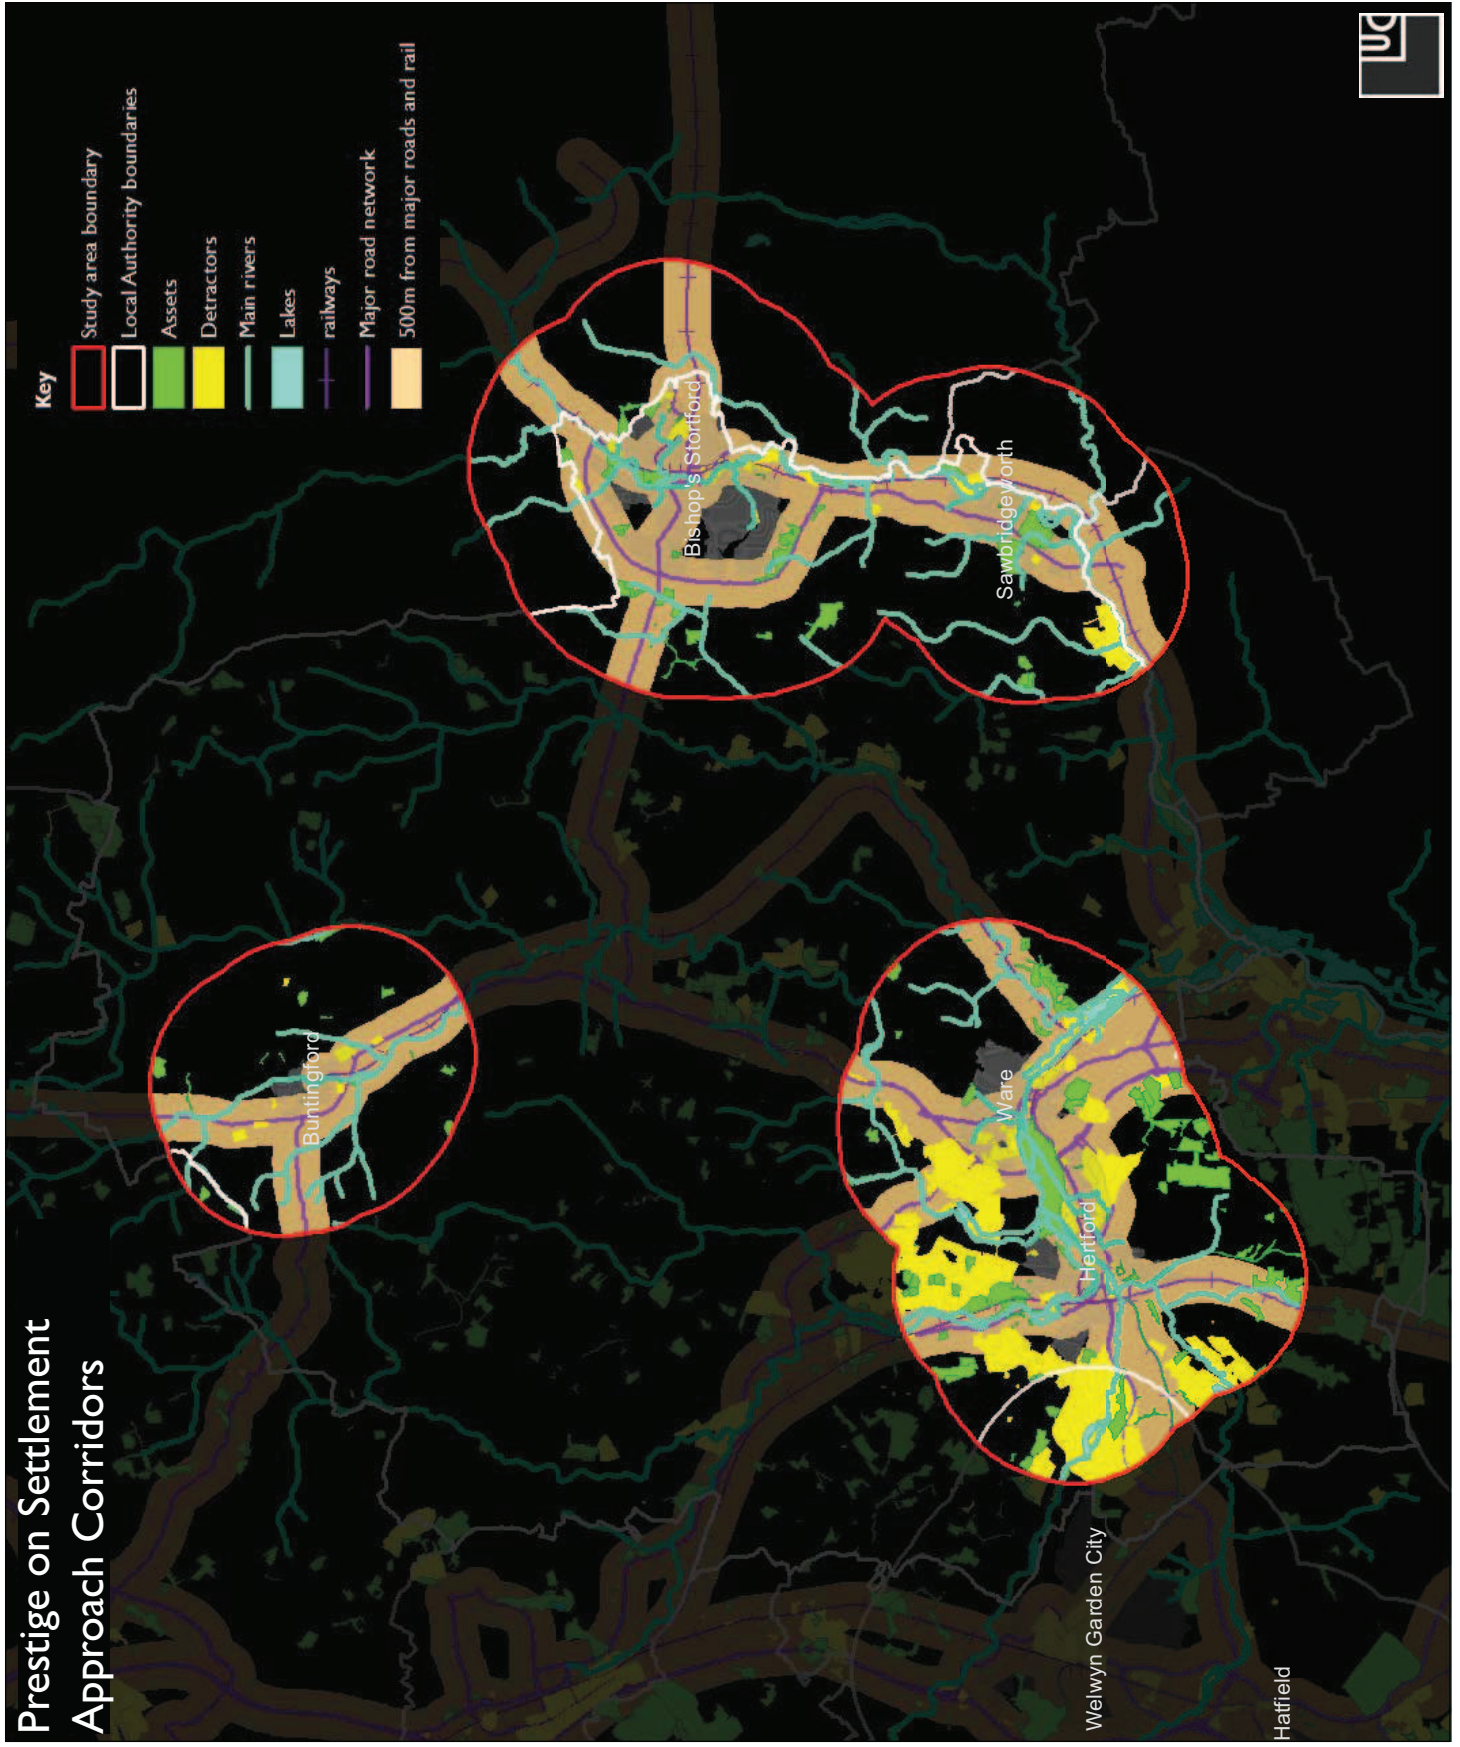 Prestige on Settlement
Approach Corridors
Key
Study area boundary
Local Authority boundaries
Assets
Detractors
Main rivers
Lakes
railways
Major road network
500m from major roads and rail
Buntingford
Bishop's Stortford
Sawbridgeworth
Ware
Hertford
Welwyn Garden City
Hatfield